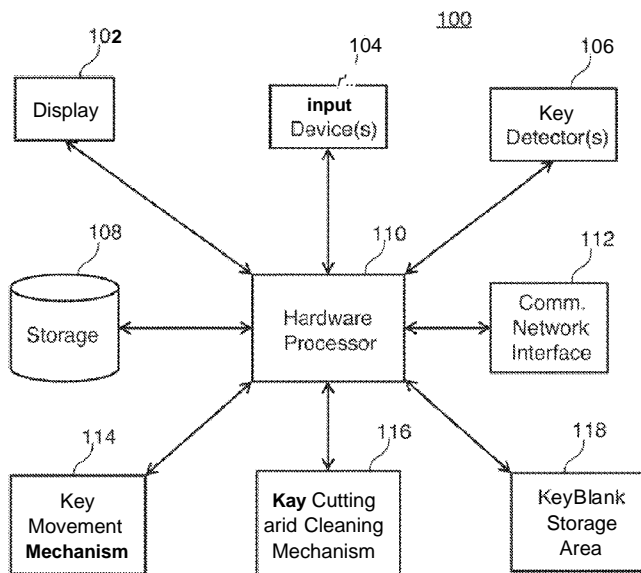 100
102
104
106
Display
input
Device(s)
Key
Detector(s)
108
110
112
Storage
Hardware
Processor
Comm.
Network
Interface
114
116
118
Key
Movement
Mechanism
Kay Cutting
arid Cleaning
Mechanism
KeyBlank
Storage
Area